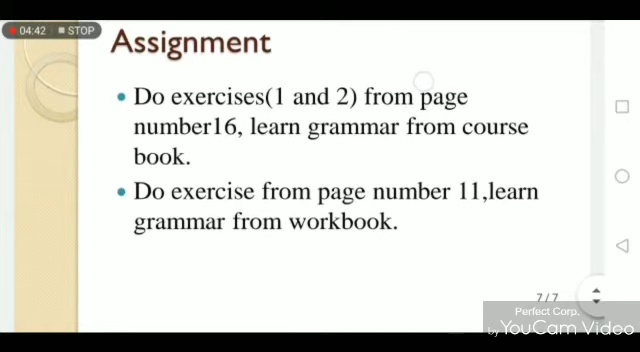 04:42 STOP
Assignment
• Do exercises(1 and 2) from page
number16, learn grammar from course
book.
• Do exercise from page number 11,learn
grammar from workbook.
7/7
Perfect Corp.
by YouCam Video